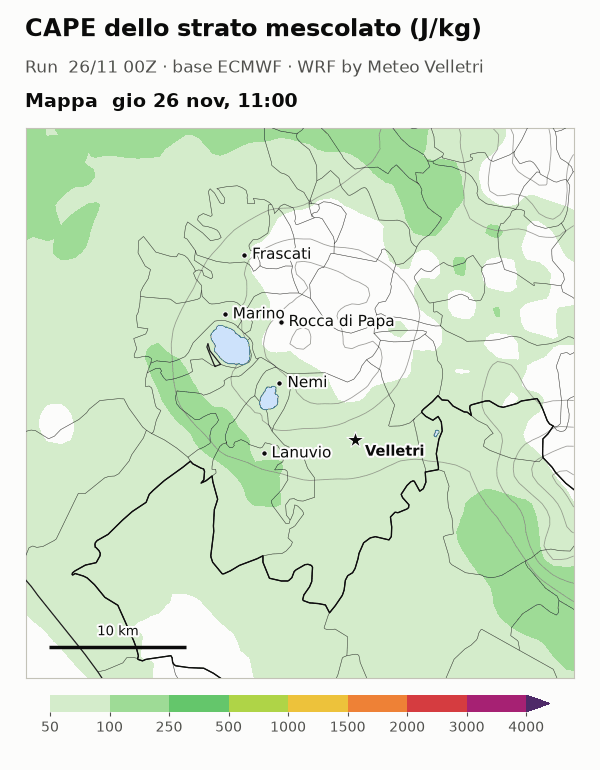 CAPE dello strato mescolato (J/kg)
Run  26/11 00Z · base ECMWF · WRF by Meteo Velletri
Mappa  gio 26 nov, 11:00
Frascati
Marino
Rocca di Papa
Nemi
Velletri
Lanuvio
10 km
50 100 250 500 1000 1500 2000 3000 4000